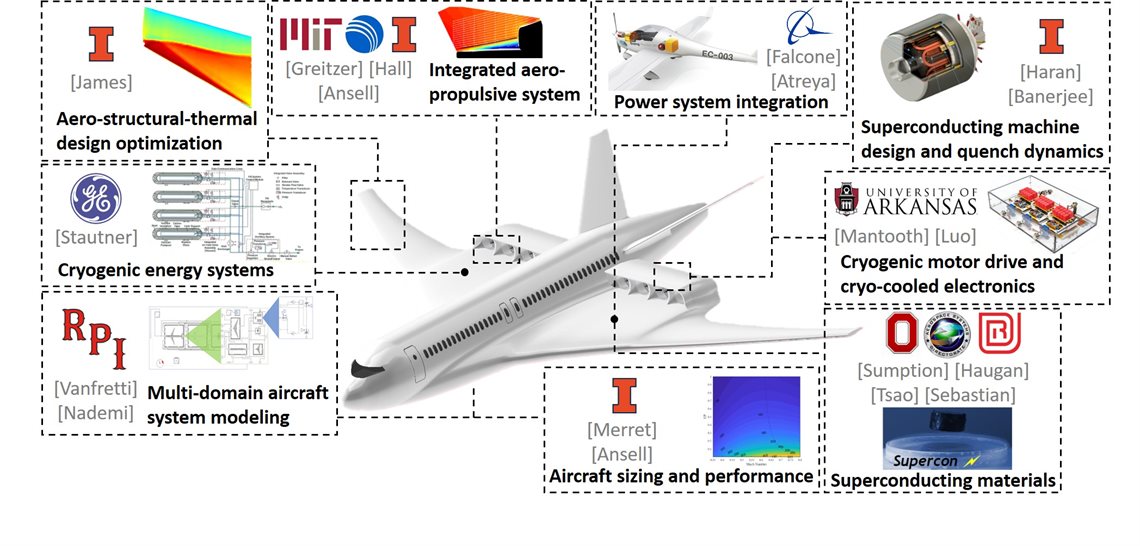 [James]
Aero-structural-thermal
design optimization
MIT
[Greitzer] [Hall]
[Ansell]
Integrated aero-
propulsive system
EC-003
[Falcone]
[Atreya]
Power system integration
[Haran]
[Banerjee]
Superconducting machine
design and quench dynamics
GE
[Stautner]
Cryogenic energy systems
UNIVERSITY OF
ARKANSAS
[Mantooth] [Luo]
Cryogenic motor drive and
cryo-cooled electronics
RPI
[Vanfretti]
[Nademi]
Multi-domain aircraft
system modeling
[Merret]
[Ansell]
Aircraft sizing and performance
[Sumption] [Haugan]
[Tsao] [Sebastian]
Supercon
Superconducting materials